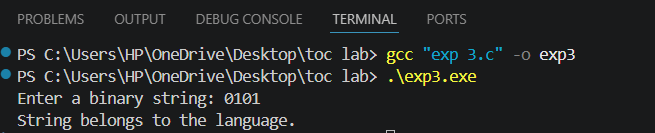 PROBLEMS OUTPUT DEBUG CONSOLE TERMINAL PORTS
PS C:\Users\HP\OneDrive\Desktop\toc lab> gcc "exp 3.c" -o exp3
PS C:\Users\HP\OneDrive\Desktop\toc lab> .\exp3.exe
Enter a binary string: 0101
String belongs to the language.